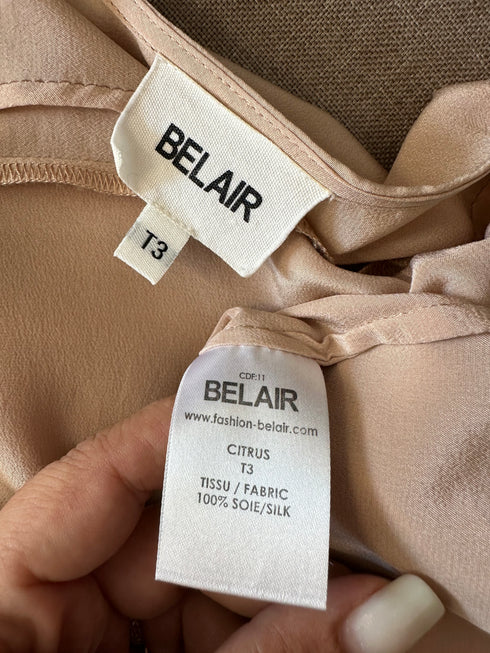 BELAIR
T3
CDF:11
BELAIR
www.fashion-belair.com
CITRUS
T3
TISSU / FABRIC
100% SOIE/SILK